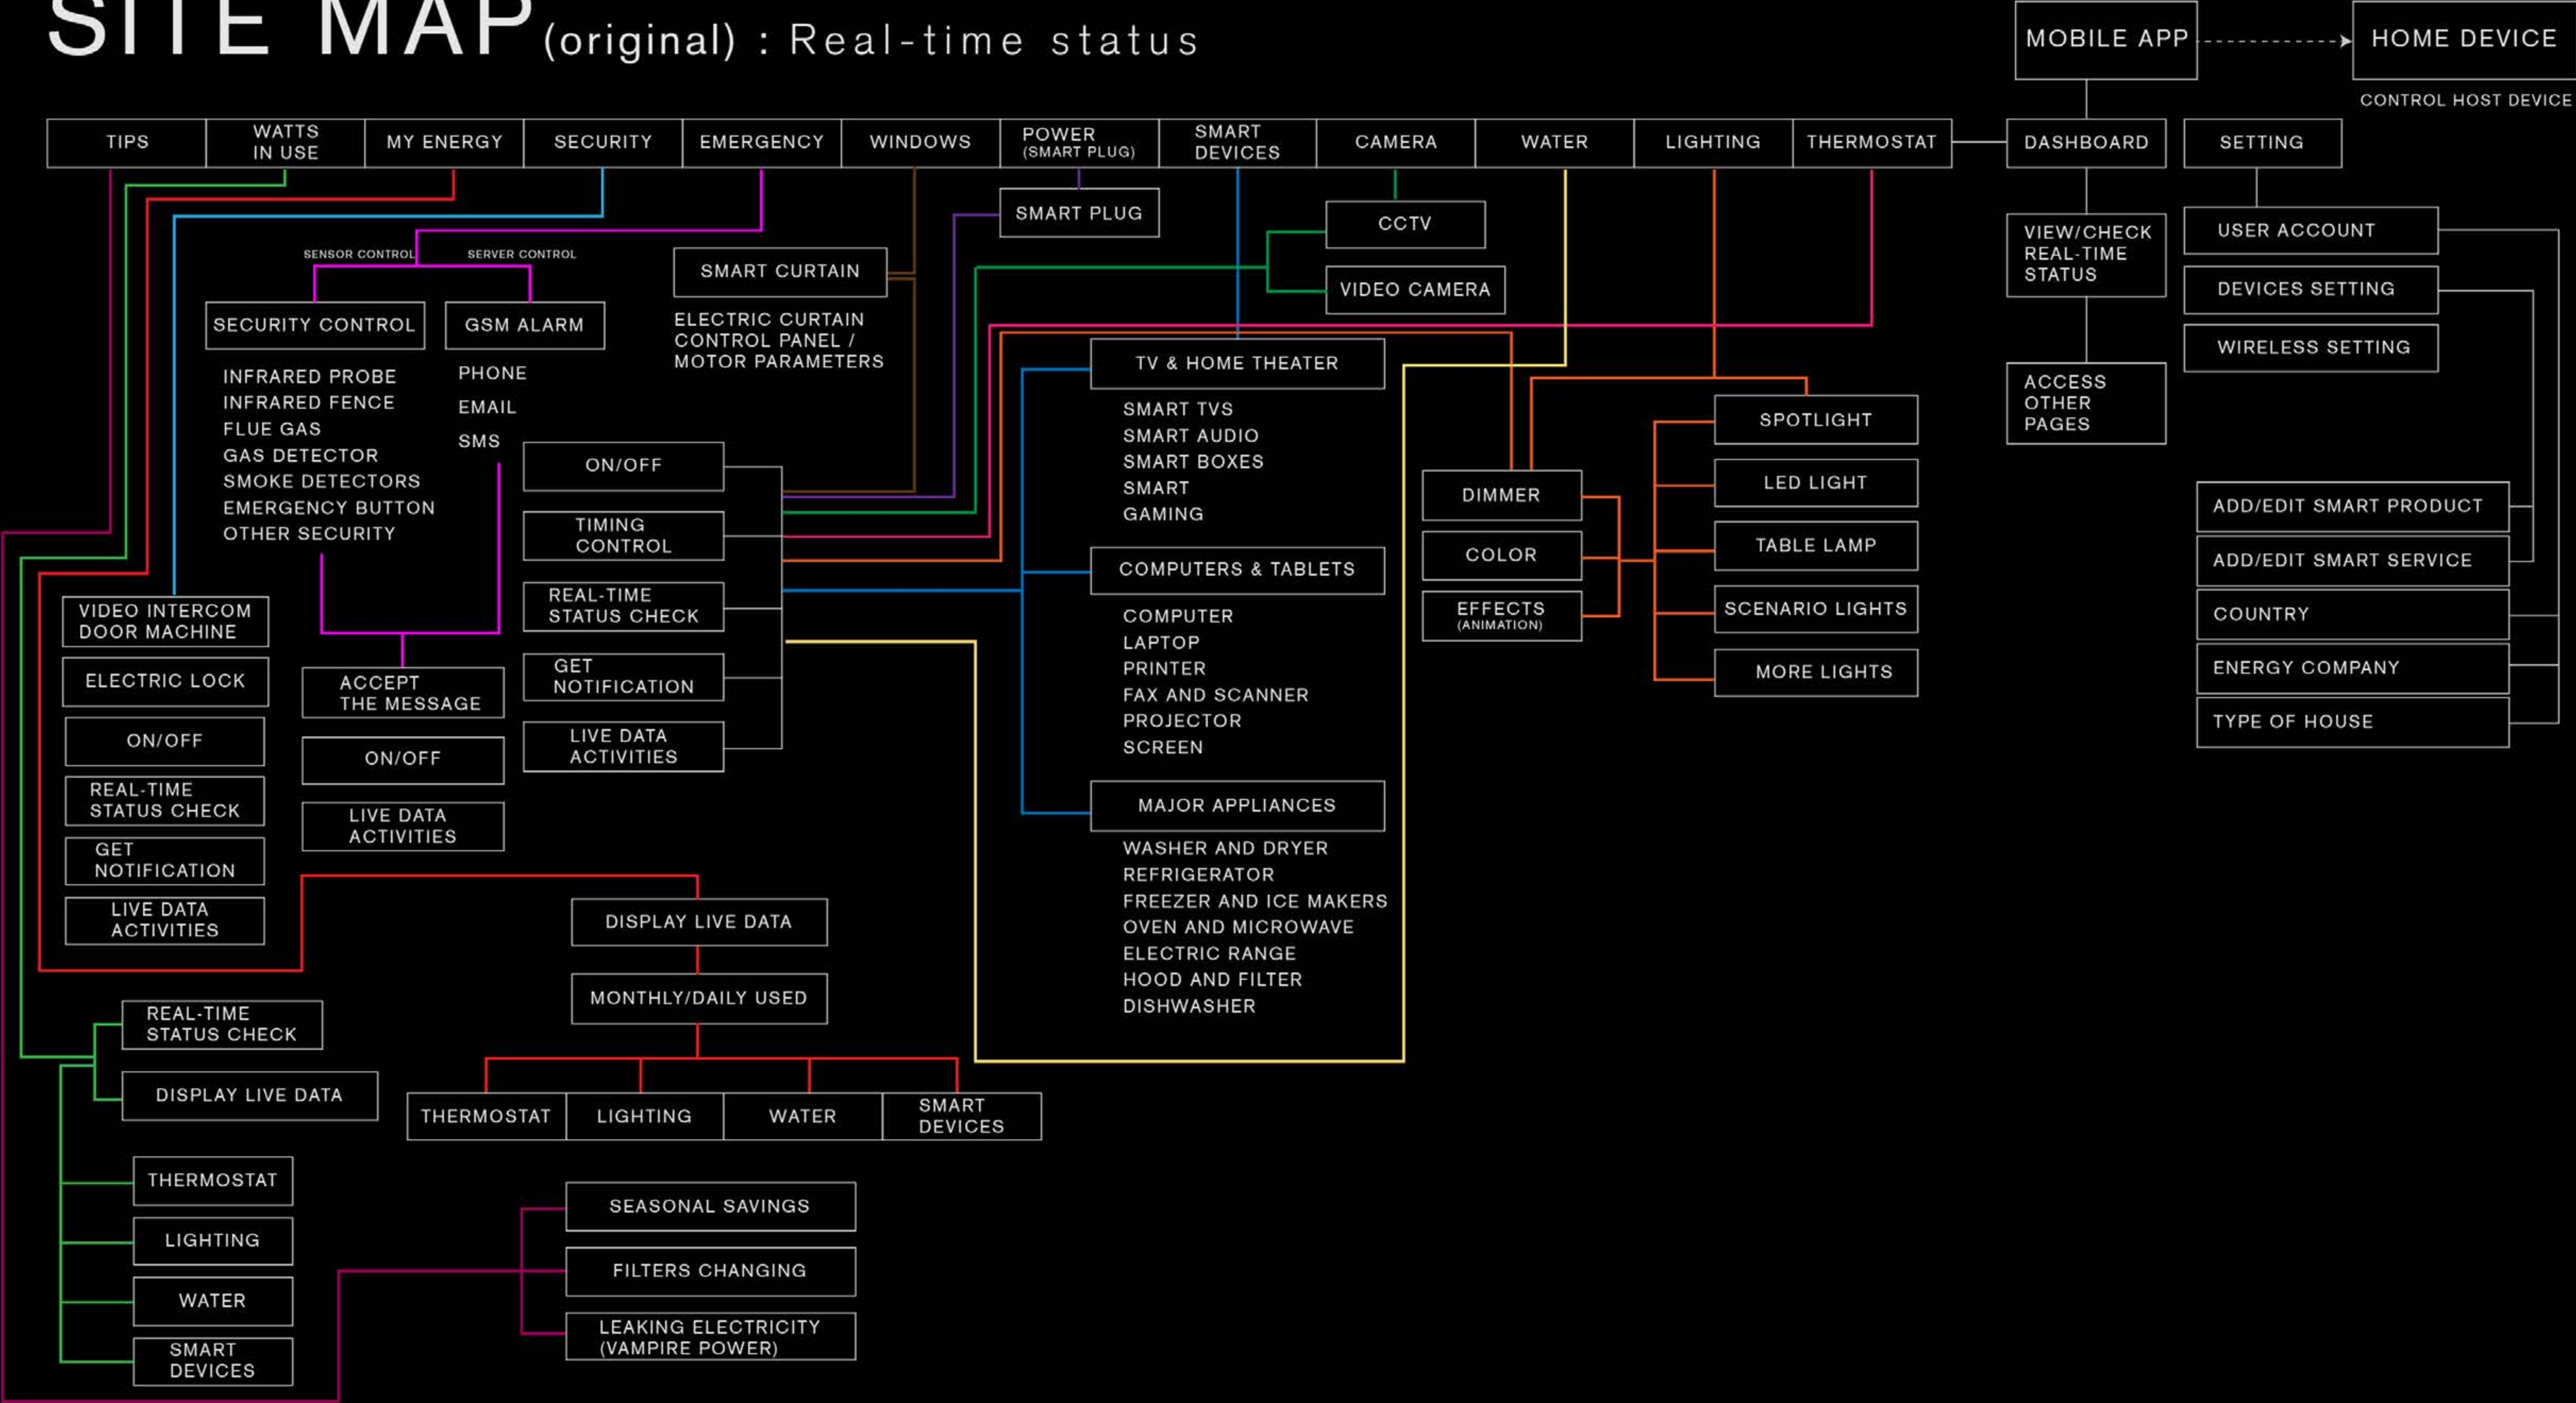 SITE MAP (original) : Real-time status
MOBILE APP
HOME DEVICE
CONTROL HOST DEVICE
TIPS
WATTS
IN USE
MY ENERGY
SECURITY
EMERGENCY
WINDOWS
POWER
(SMART PLUG)
SMART
DEVICES
CAMERA
WATER
LIGHTING
THERMOSTAT
DASHBOARD
SETTING
SENSOR CONTROL
SERVER CONTROL
SECURITY CONTROL
INFRARED PROBE
INFRARED FENCE
FLUE GAS
GAS DETECTOR
SMOKE DETECTORS
EMERGENCY BUTTON
OTHER SECURITY
GSM ALARM
PHONE
EMAIL
SMS
SMART CURTAIN
ELECTRIC CURTAIN
CONTROL PANEL /
MOTOR PARAMETERS
SMART PLUG
CCTV
VIDEO CAMERA
VIEW/CHECK
REAL-TIME
STATUS
ACCESS
OTHER
PAGES
USER ACCOUNT
DEVICES SETTING
WIRELESS SETTING
ADD/EDIT SMART PRODUCT
ADD/EDIT SMART SERVICE
COUNTRY
ENERGY COMPANY
TYPE OF HOUSE
ON/OFF
TIMING
CONTROL
REAL-TIME
STATUS CHECK
GET
NOTIFICATION
LIVE DATA
ACTIVITIES
TV & HOME THEATER
SMART TVS
SMART AUDIO
SMART BOXES
SMART
GAMING
COMPUTERS & TABLETS
COMPUTER
LAPTOP
PRINTER
FAX AND SCANNER
PROJECTOR
SCREEN
MAJOR APPLIANCES
WASHER AND DRYER
REFRIGERATOR
FREEZER AND ICE MAKERS
OVEN AND MICROWAVE
ELECTRIC RANGE
HOOD AND FILTER
DISHWASHER
DIMMER
COLOR
EFFECTS
(ANIMATION)
SPOTLIGHT
LED LIGHT
TABLE LAMP
SCENARIO LIGHTS
MORE LIGHTS
VIDEO INTERCOM
DOOR MACHINE
ELECTRIC LOCK
ON/OFF
REAL-TIME
STATUS CHECK
GET
NOTIFICATION
LIVE DATA
ACTIVITIES
ACCEPT
THE MESSAGE
ON/OFF
LIVE DATA
ACTIVITIES
DISPLAY LIVE DATA
MONTHLY/DAILY USED
THERMOSTAT
LIGHTING
WATER
SMART
DEVICES
REAL-TIME
STATUS CHECK
DISPLAY LIVE DATA
THERMOSTAT
LIGHTING
WATER
SMART
DEVICES
SEASONAL SAVINGS
FILTERS CHANGING
LEAKING ELECTRICITY
(VAMPIRE POWER)